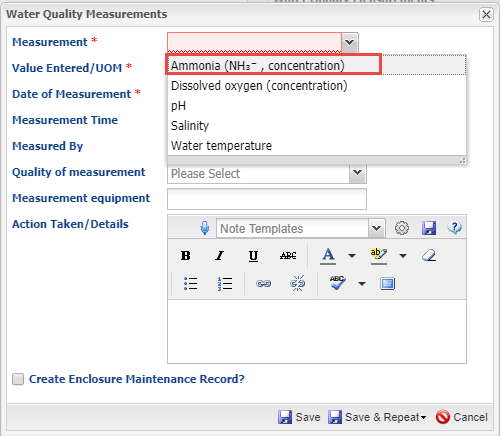 Water Quality Measurements
Measurement *
Ammonia (NH₃⁻ , concentration)
Value Entered/UOM *
Dissolved oxygen (concentration)
Date of Measurement *
pH
Measurement Time
Salinity
Measured By
Water temperature
Quality of measurement Please Select
Measurement equipment
Action Taken/Details Note Templates
B I U ABC A ab
ABC
Create Enclosure Maintenance Record?
Save Save & Repeat Cancel